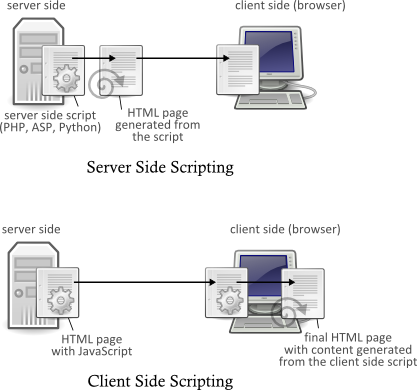 server side
client side (browser)
server side script
(PHP, ASP, Python)
HTML page
generated from
the script
Server Side Scripting
server side
client side (browser)
HTML page
with JavaScript
final HTML page
with content generated
from the client side script
Client Side Scripting